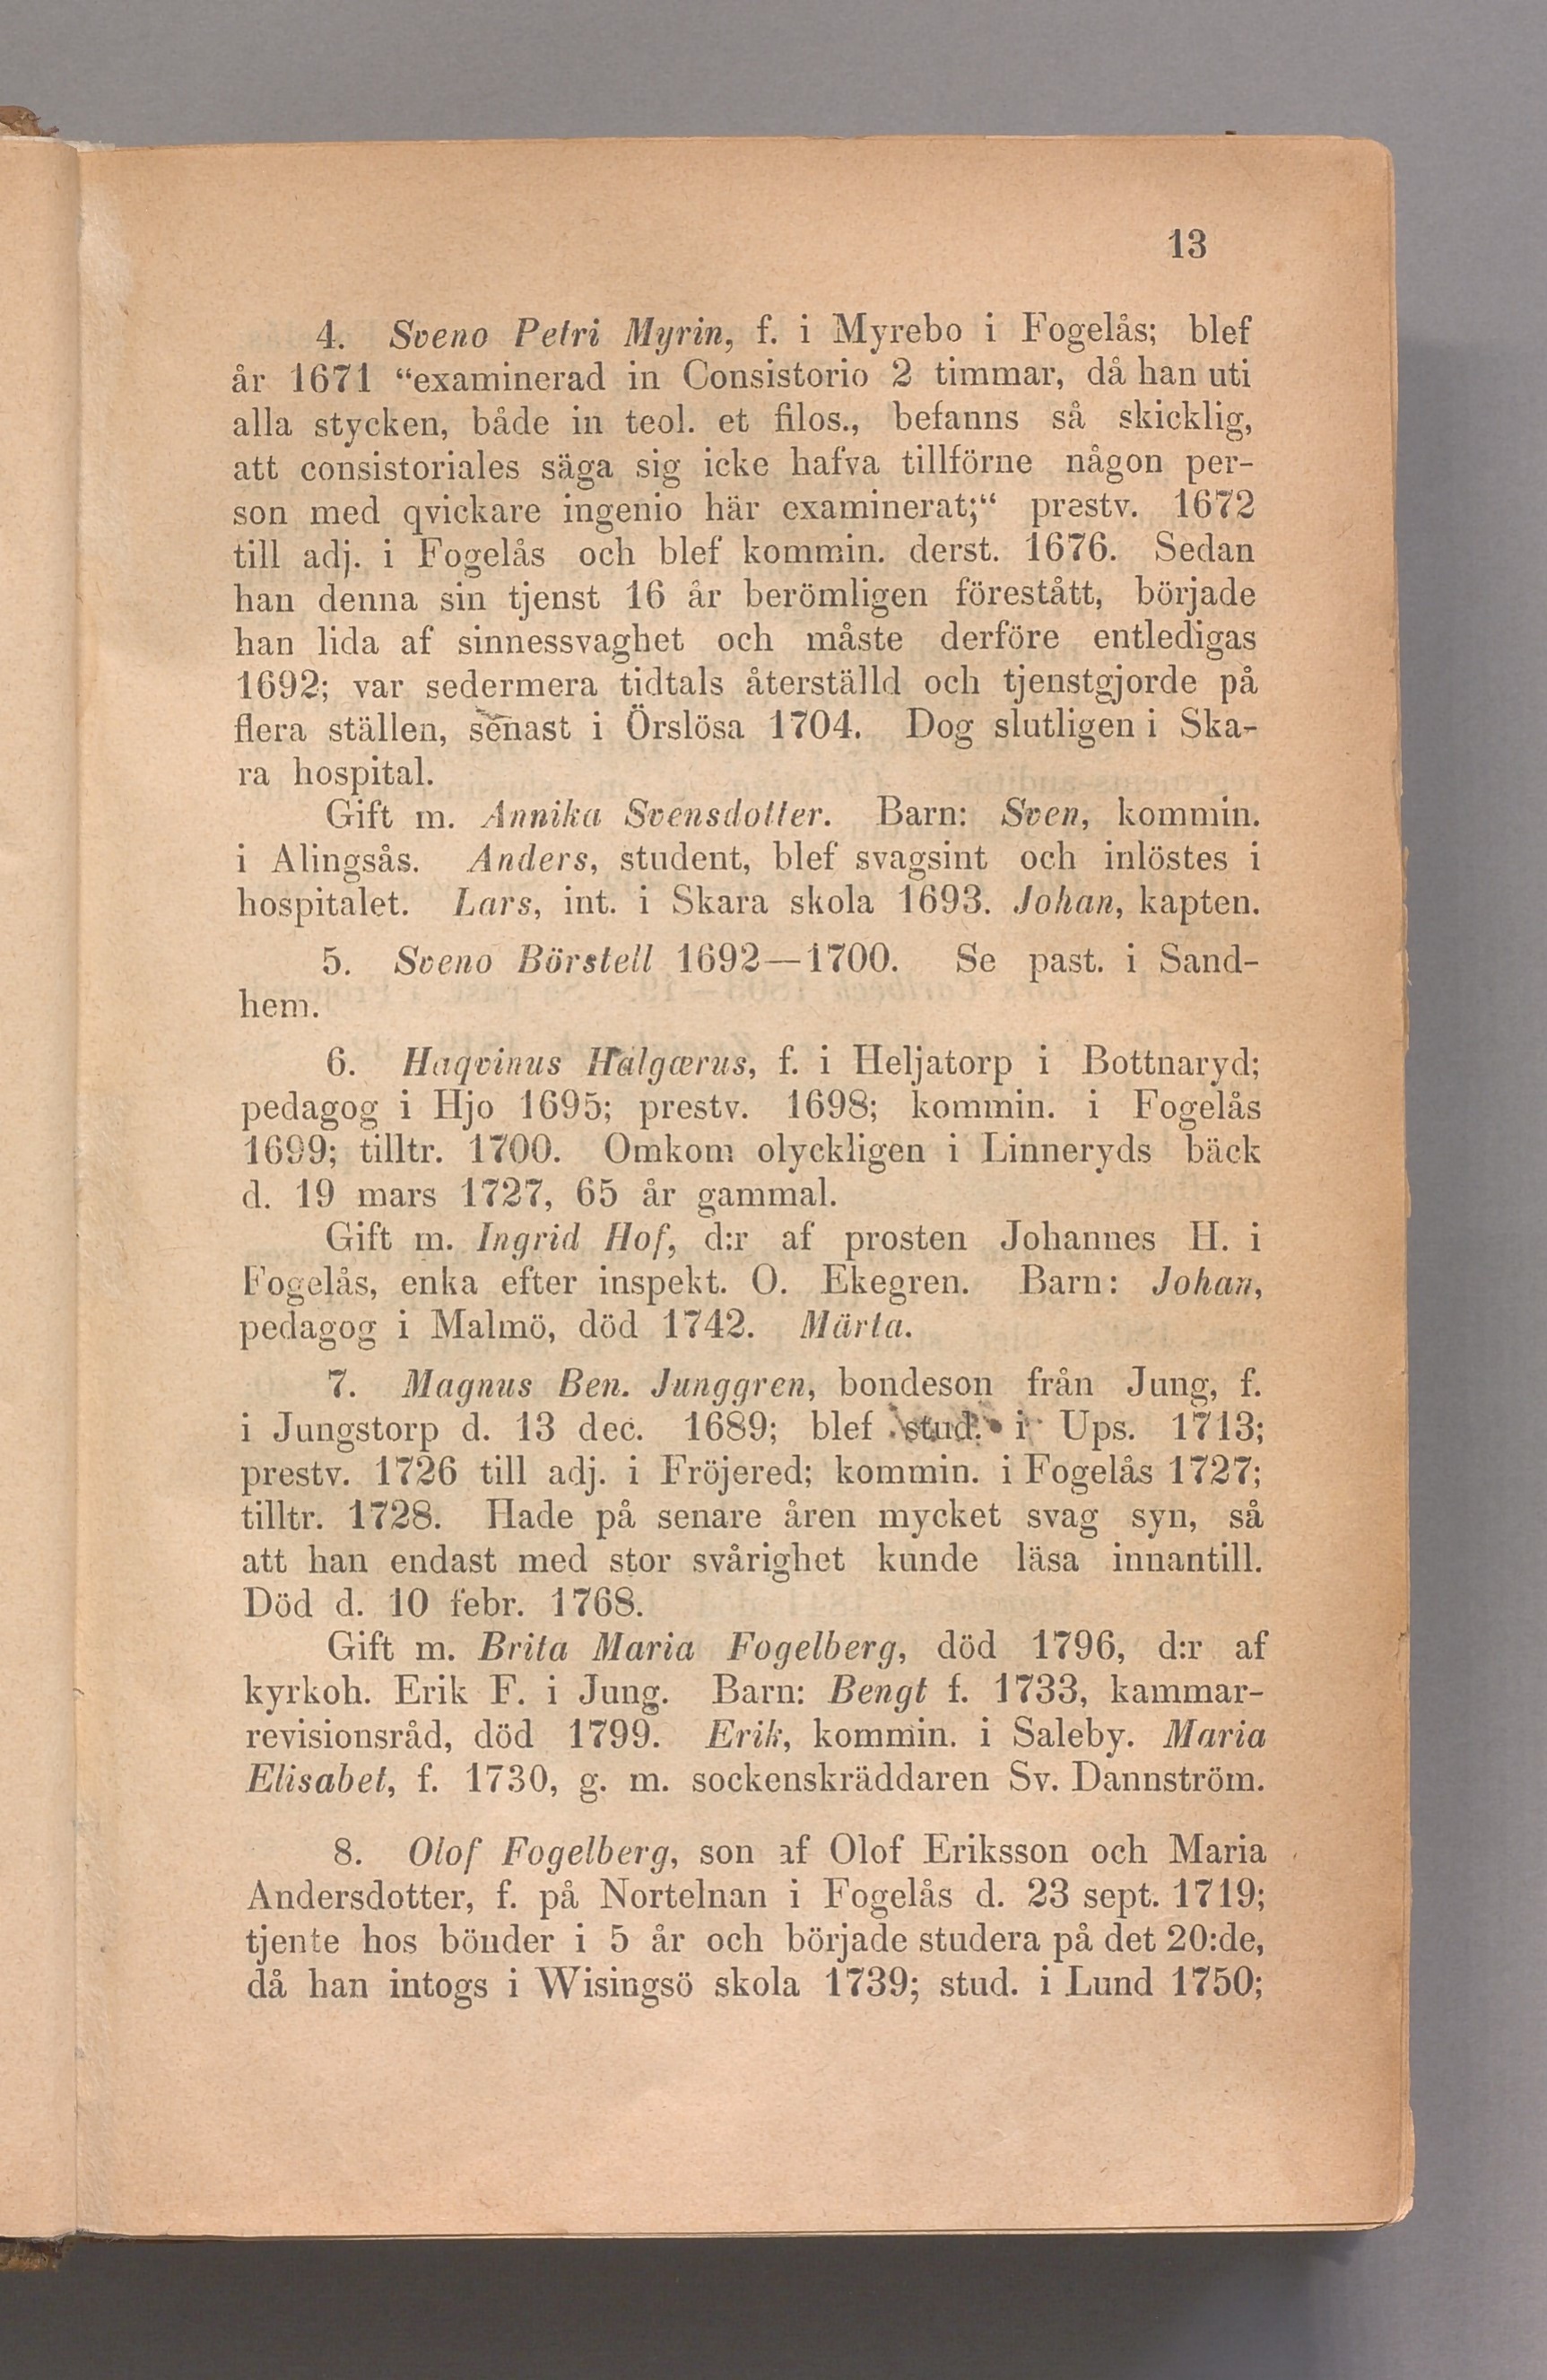 13
4. Sveno Petri Myrin, f. i Myrebo i Fogelås; blef
år 1671 “examinerad in Consistorio 2 timmar, då han uti
alla stycken, både in teol. et filos., befanns så skicklig,
att consistoriales säga sig icke hafva tillförne någon per-
son med qvickare ingenio här examinerat;“ prestv. 1672
till adj. i Fogelås och blef kommin. derst. 1676. Sedan
han denna sin tjenst 16 år berömligen förestått, började
han lida af sinnessvaghet och måste derföre entledigas
1692; var sedermera tidtals återställd och tjenstgjorde på
flera ställen, senast i Örslösa 1704. Dog slutligen i Ska-
ra hospital.
Gift m. Annika Svensdotter. Barn: Sven, kommin.
i Alingsås. Anders, student, blef svagsint och inlöstes i
hospitalet. Lars, int. i Skara skola 1693. Johan, kapten.
5. Sveno Börstell 1692—1700. Se past. i Sand-
hem.
6. Haqvinus Hälgærus, f. i Heljatorp i Bottnaryd;
pedagog i Hjo 1695; prestv. 1698; kommin. i Fogelås
1699; tilltr. 1700. Omkom olyckligen i Linneryds bäck
d. 19 mars 1727, 65 år gammal.
Gift m. Ingrid Hof, d:r af prosten Johannes H. i
Fogelås, enka efter inspekt. O. Ekegren. Barn: Johan,
pedagog i Malmö, död 1742. Märta.
7. Magnus Ben. Junggren, bondeson från Jung, f.
i Jungstorp d. 13 dec. 1689; blef stud. i Ups. 1713;
prestv. 1726 till adj. i Fröjered; kommin. i Fogelås 1727;
tilltr. 1728. Hade på senare åren mycket svag syn, så
att han endast med stor svårighet kunde läsa innantill.
Död d. 10 febr. 1768.
Gift m. Brita Maria Fogelberg, död 1796, d:r af
kyrkoh. Erik F. i Jung. Barn: Bengt f. 1733, kammar-
revisionsråd, död 1799. Erik, kommin. i Saleby. Maria
Elisabet, f. 1730, g. m. sockenskräddaren Sv. Dannström.
8. Olof Fogelberg, son af Olof Eriksson och Maria
Andersdotter, f. på Nortelnan i Fogelås d. 23 sept. 1719;
tjente hos bönder i 5 år och började studera på det 20:de,
då han intogs i Wisingsö skola 1739; stud. i Lund 1750;